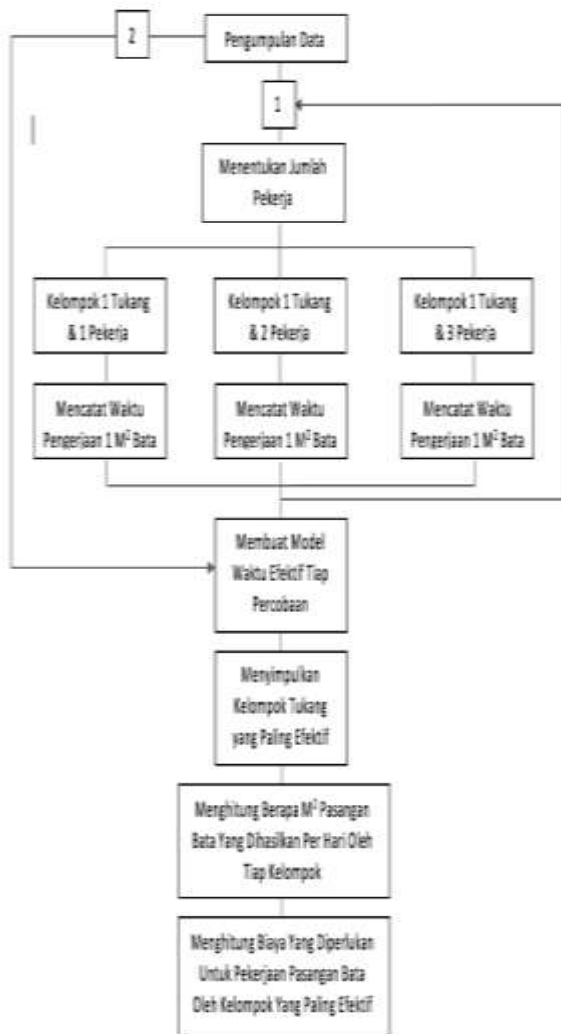 2
Pengumpulan Data
1
Menentukan Jumlah
Pekerja
Kelompok 1 Tukang
& 1 Pekerja
Kelompok 1 Tukang
& 2 Pekerja
Kelompok 1 Tukang
& 3 Pekerja
Mencatat Waktu
Pengerjaan 1 M² Bata
Mencatat Waktu
Pengerjaan 1 M² Bata
Mencatat Waktu
Pengerjaan 1 M² Bata
Membuat Model
Waktu Efektif Tiap
Percobaan
Menyimpulkan
Kelompok Tukang
yang Paling Efektif
Menghitung Berapa M² Pasangan
Bata Yang Dihasilkan Per Hari Oleh
Tiap Kelompok
Menghitung Biaya Yang Diperlukan
Untuk Pekerjaan Pasangan Bata
Oleh Kelompok Yang Paling Efektif